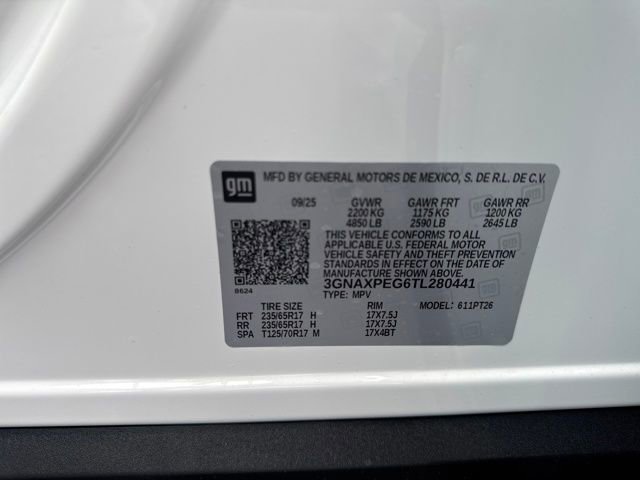 gm MFD BY GENERAL MOTORS DE MEXICO, S. DE R.L. DE C.V.
09/25 GVWR GAWR FRT GAWR RR
2200 KG 1175 KG 1200 KG
4850 LB 2590 LB 2645 LB
THIS VEHICLE CONFORMS TO ALL
APPLICABLE U.S. FEDERAL MOTOR
VEHICLE SAFETY AND THEFT PREVENTION
STANDARDS IN EFFECT ON THE DATE OF
MANUFACTURE SHOWN ABOVE.
3GNAXPEG6TL280441
8624 TYPE: MPV MODEL: 611PT26
TIRE SIZE RIM
FRT 235/65R17 H 17X7.5J
RR 235/65R17 H 17X7.5J
SPA T125/70R17 M 17X4BT